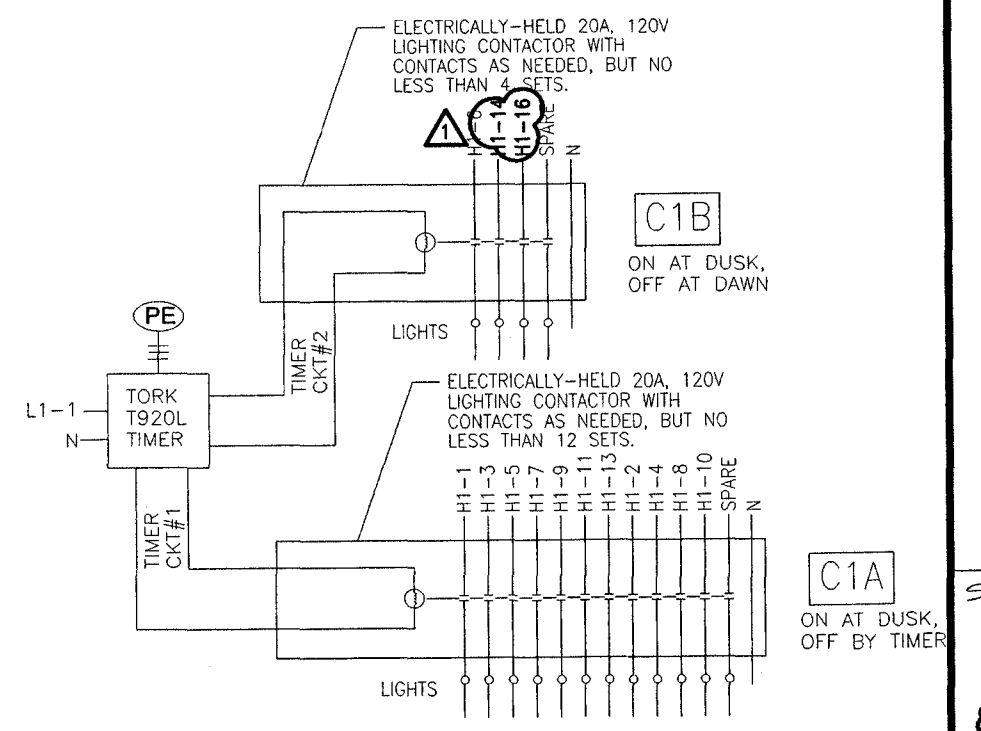 ELECTRICALLY-HELD 20A, 120V
LIGHTING CONTACTOR WITH
CONTACTS AS NEEDED, BUT NO
LESS THAN 4 SETS.
1
H1-6
H1-14
H1-16
SPARE
N
C1B
ON AT DUSK,
OFF AT DAWN
LIGHTS
PE
TIMER
CKT#2
L1-1
N
TORK
T920L
TIMER
ELECTRICALLY-HELD 20A, 120V
LIGHTING CONTACTOR WITH
CONTACTS AS NEEDED, BUT NO
LESS THAN 12 SETS.
TIMER
CKT#1
H1-1
H1-3
H1-5
H1-7
H1-9
H1-11
H1-13
H1-2
H1-4
H1-8
H1-10
SPARE
N
C1A
ON AT DUSK,
OFF BY TIMER
LIGHTS